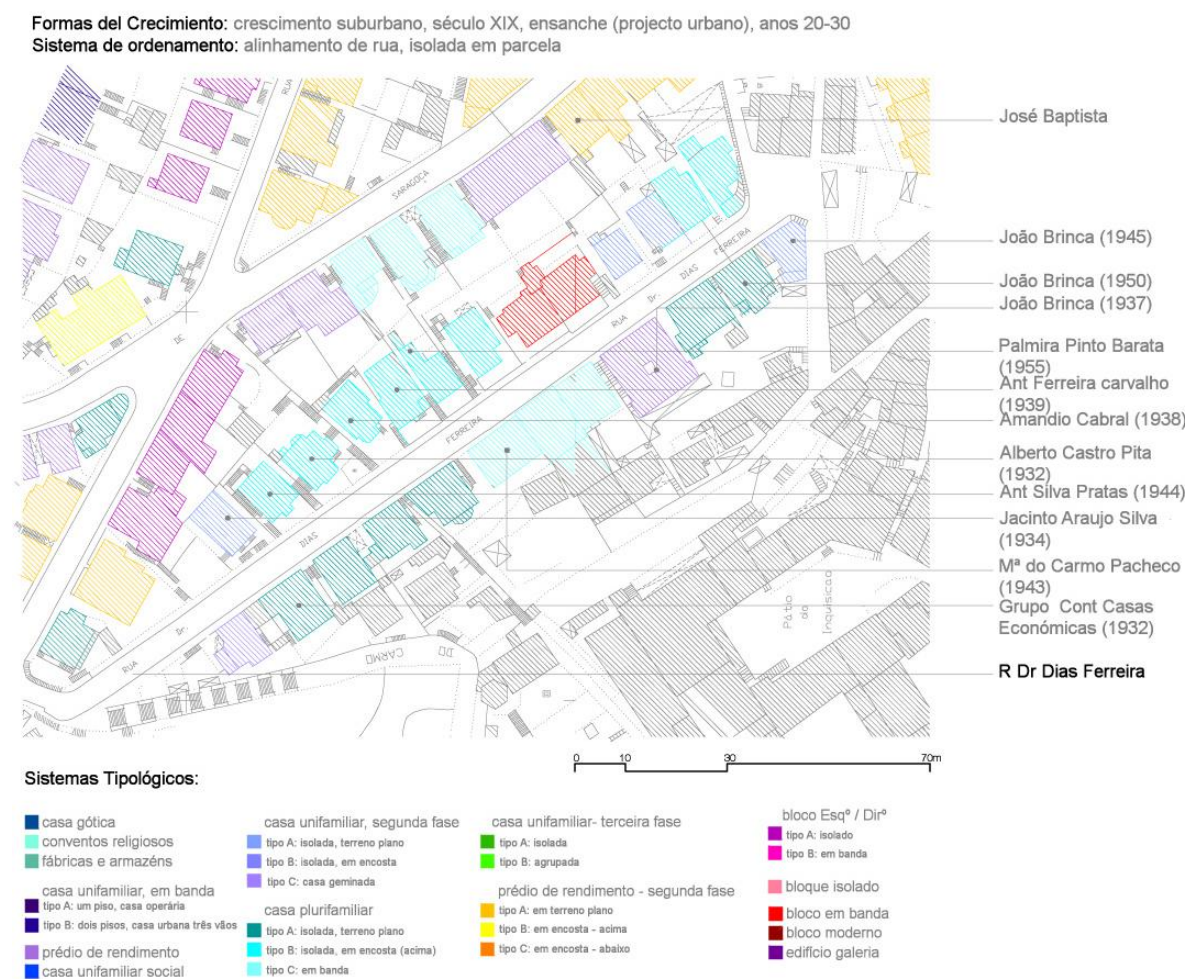 Formas del Crecimiento: crescimento suburbano, século XIX, ensanche (projecto urbano), anos 20-30
Sistema de ordenamento: alinhamento de rua, isolada em parcela
RUA
DE
SARAGOÇA
José Baptista
João Brinca (1945)
João Brinca (1950)
João Brinca (1937)
Palmira Pinto Barata
(1955)
Ant Ferreira carvalho
(1939)
Amandio Cabral (1938)
Alberto Castro Pita
(1932)
Ant Silva Pratas (1944)
Jacinto Araujo Silva
(1934)
Mª do Carmo Pacheco
(1943)
Grupo Cont Casas
Económicas (1932)
R Dr Dias Ferreira
RUA Dr. DIAS FERREIRA
RUA Dr. DIAS FERREIRA
DO CARMO
Pátio
da
Inquisicao
0 10 30 70m
Sistemas Tipológicos:
casa gótica
conventos religiosos
fábricas e armazéns
casa unifamiliar, em banda
tipo A: um piso, casa operária
tipo B: dois pisos, casa urbana três vãos
prédio de rendimento
casa unifamiliar social
casa unifamiliar, segunda fase
tipo A: isolada, terreno plano
tipo B: isolada, em encosta
tipo C: casa geminada
casa plurifamiliar
tipo A: isolada, terreno plano
tipo B: isolada, em encosta (acima)
tipo C: em banda
casa unifamiliar- terceira fase
tipo A: isolada
tipo B: agrupada
prédio de rendimento - segunda fase
tipo A: em terreno plano
tipo B: em encosta - acima
tipo C: em encosta - abaixo
bloco Esqº / Dirº
tipo A: isolado
tipo B: em banda
bloque isolado
bloco em banda
bloco moderno
edifício galeria